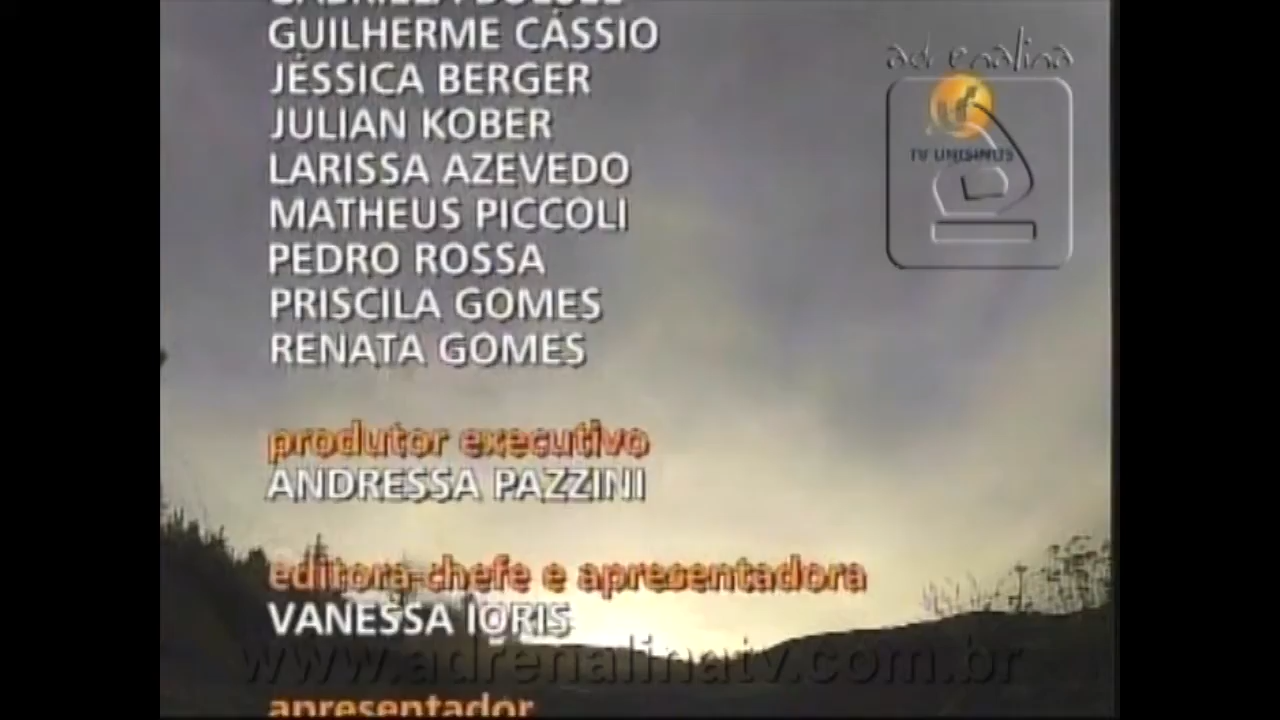 GUILHERME CÁSSIO
JÉSSICA BERGER
JULIAN KOBER
LARISSA AZEVEDO
MATHEUS PICCOLI
PEDRO ROSSA
PRISCILA GOMES
RENATA GOMES
produtor executivo
ANDRESSA PAZZINI
editora-chefe e apresentadora
VANESSA IORIS
www.adrenalinatv.com.br
apresentador
adrenalina
TV UNISINOS